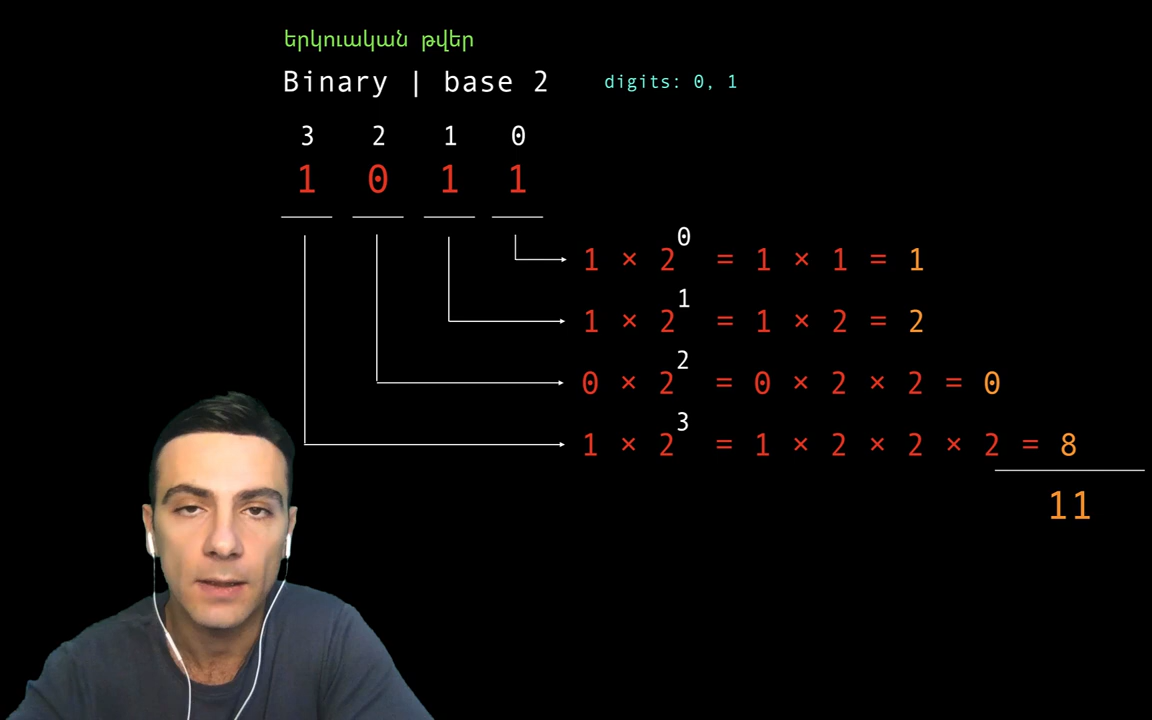 երկուական թվեր
Binary | base 2 digits: 0, 1
3 2 1 0
1 0 1 1
1 × 2⁰ = 1 × 1 = 1
1 × 2¹ = 1 × 2 = 2
0 × 2² = 0 × 2 × 2 = 0
1 × 2³ = 1 × 2 × 2 × 2 = 8
11